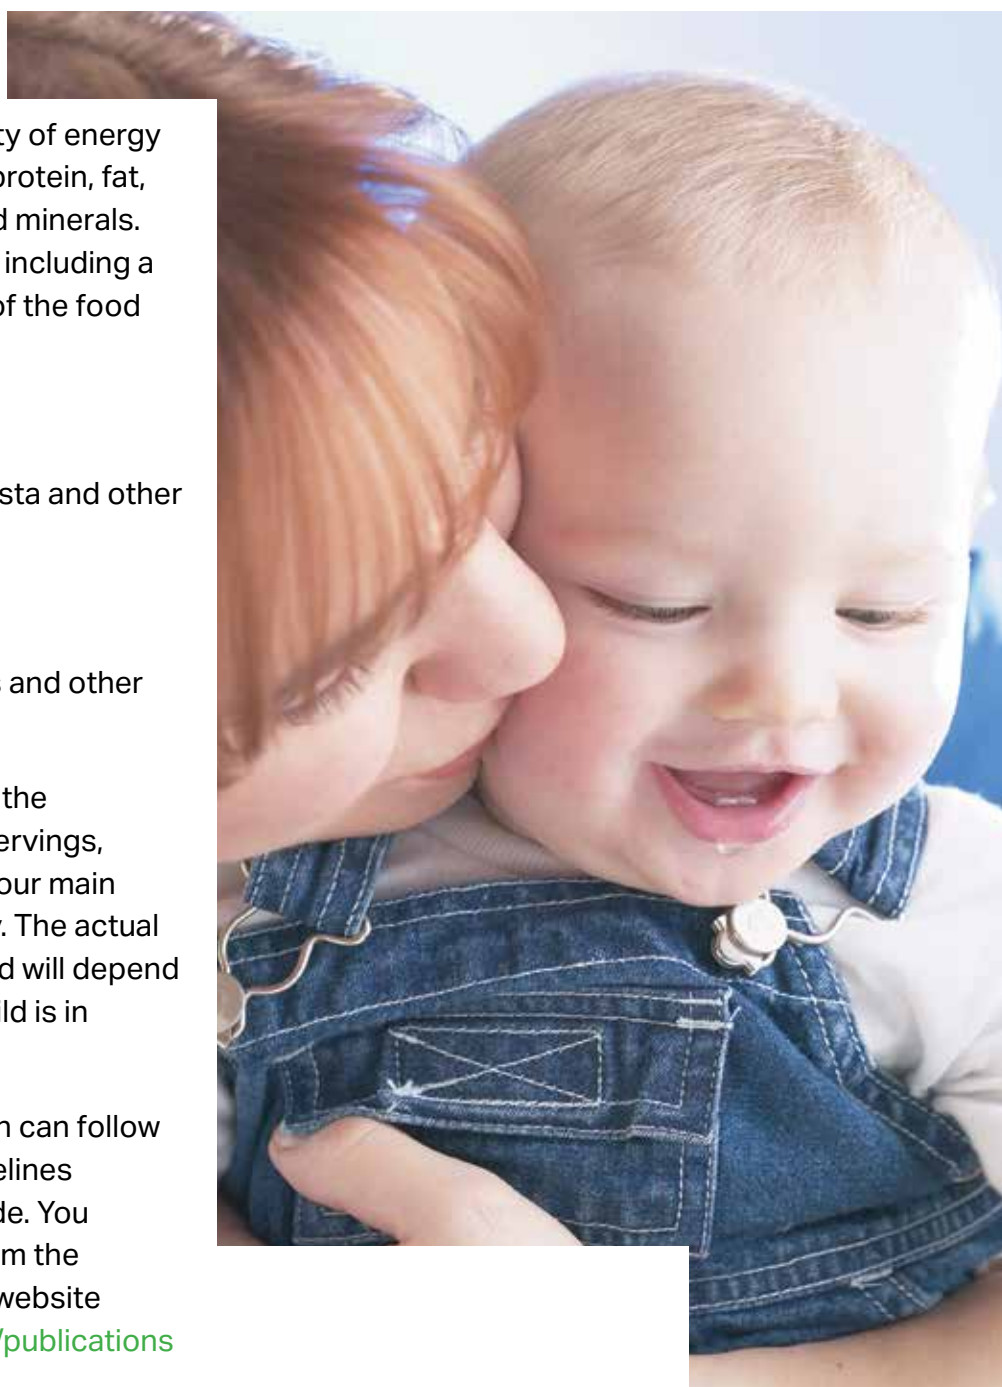 ty of energy
protein, fat,
d minerals.
including a
of the food
sta and other
s and other
the
ervings,
our main
. The actual
d will depend
ild is in
n can follow
elines
de. You
m the
website
/publications